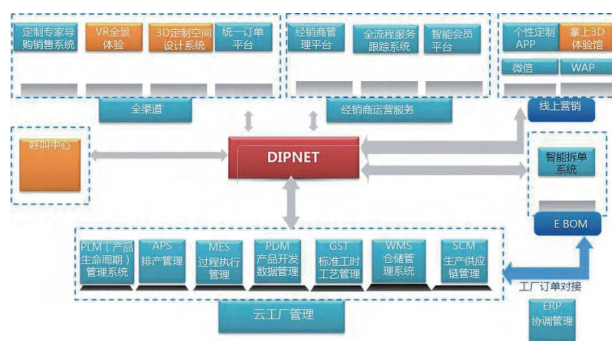 定制专家导
购销售系统
VR全景
体验
3D定制空间
设计系统
统一订单
平台
经销商管
理平台
全流程服务
跟踪系统
智能会员
平台
个性定制
APP
掌上3D
体验馆
微信
WAP
全渠道
经销商运营服务
线上营销
呼叫中心
DIPNET
智能拆单
系统
E BOM
PLM（产品
生命周期）
管理系统
APS
排产管理
MES
过程执行
管理
PDM
产品开发
数据管理
GST
标准工时
工艺管理
WMS
仓储管
理系统
SCM
生产供应
链管理
云工厂管理
工厂订单对接
ERP
协调管理